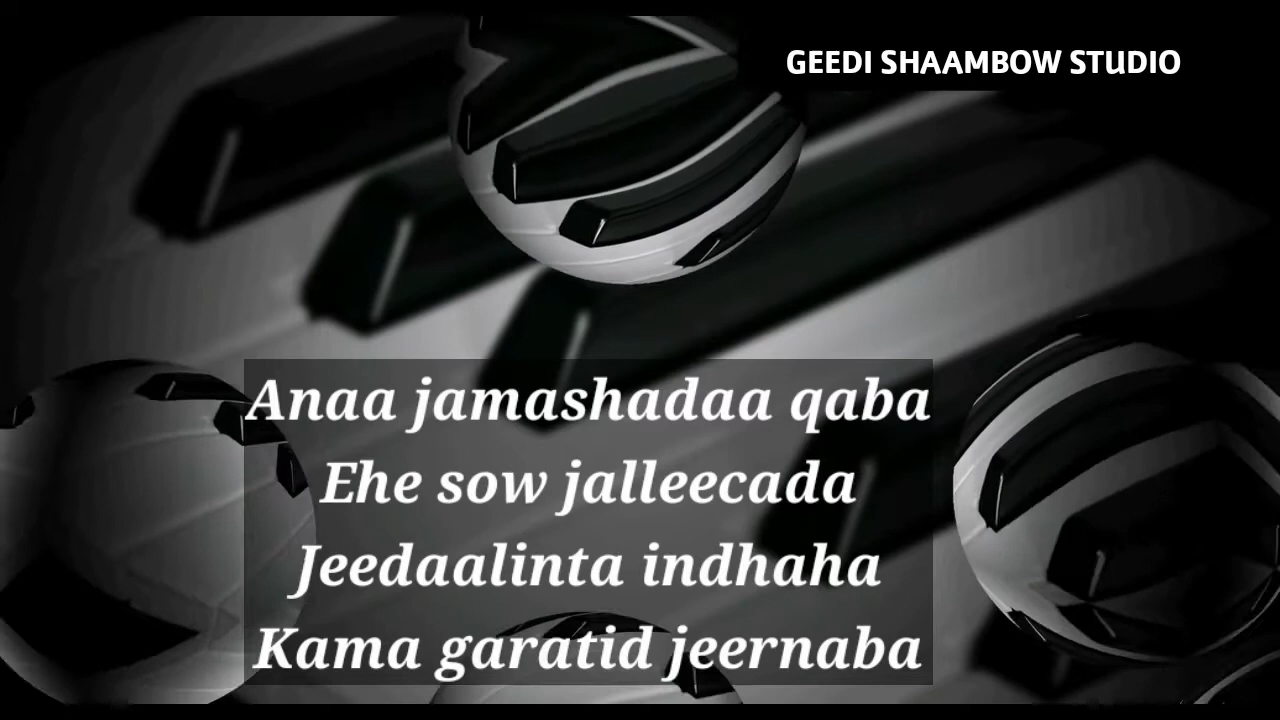 GEEDI SHAAMBOW STUDIO
Anaa jamashadaa qaba
Ehe sow jalleecada
Jeedaalinta indhaha
Kama garatid jeernaba